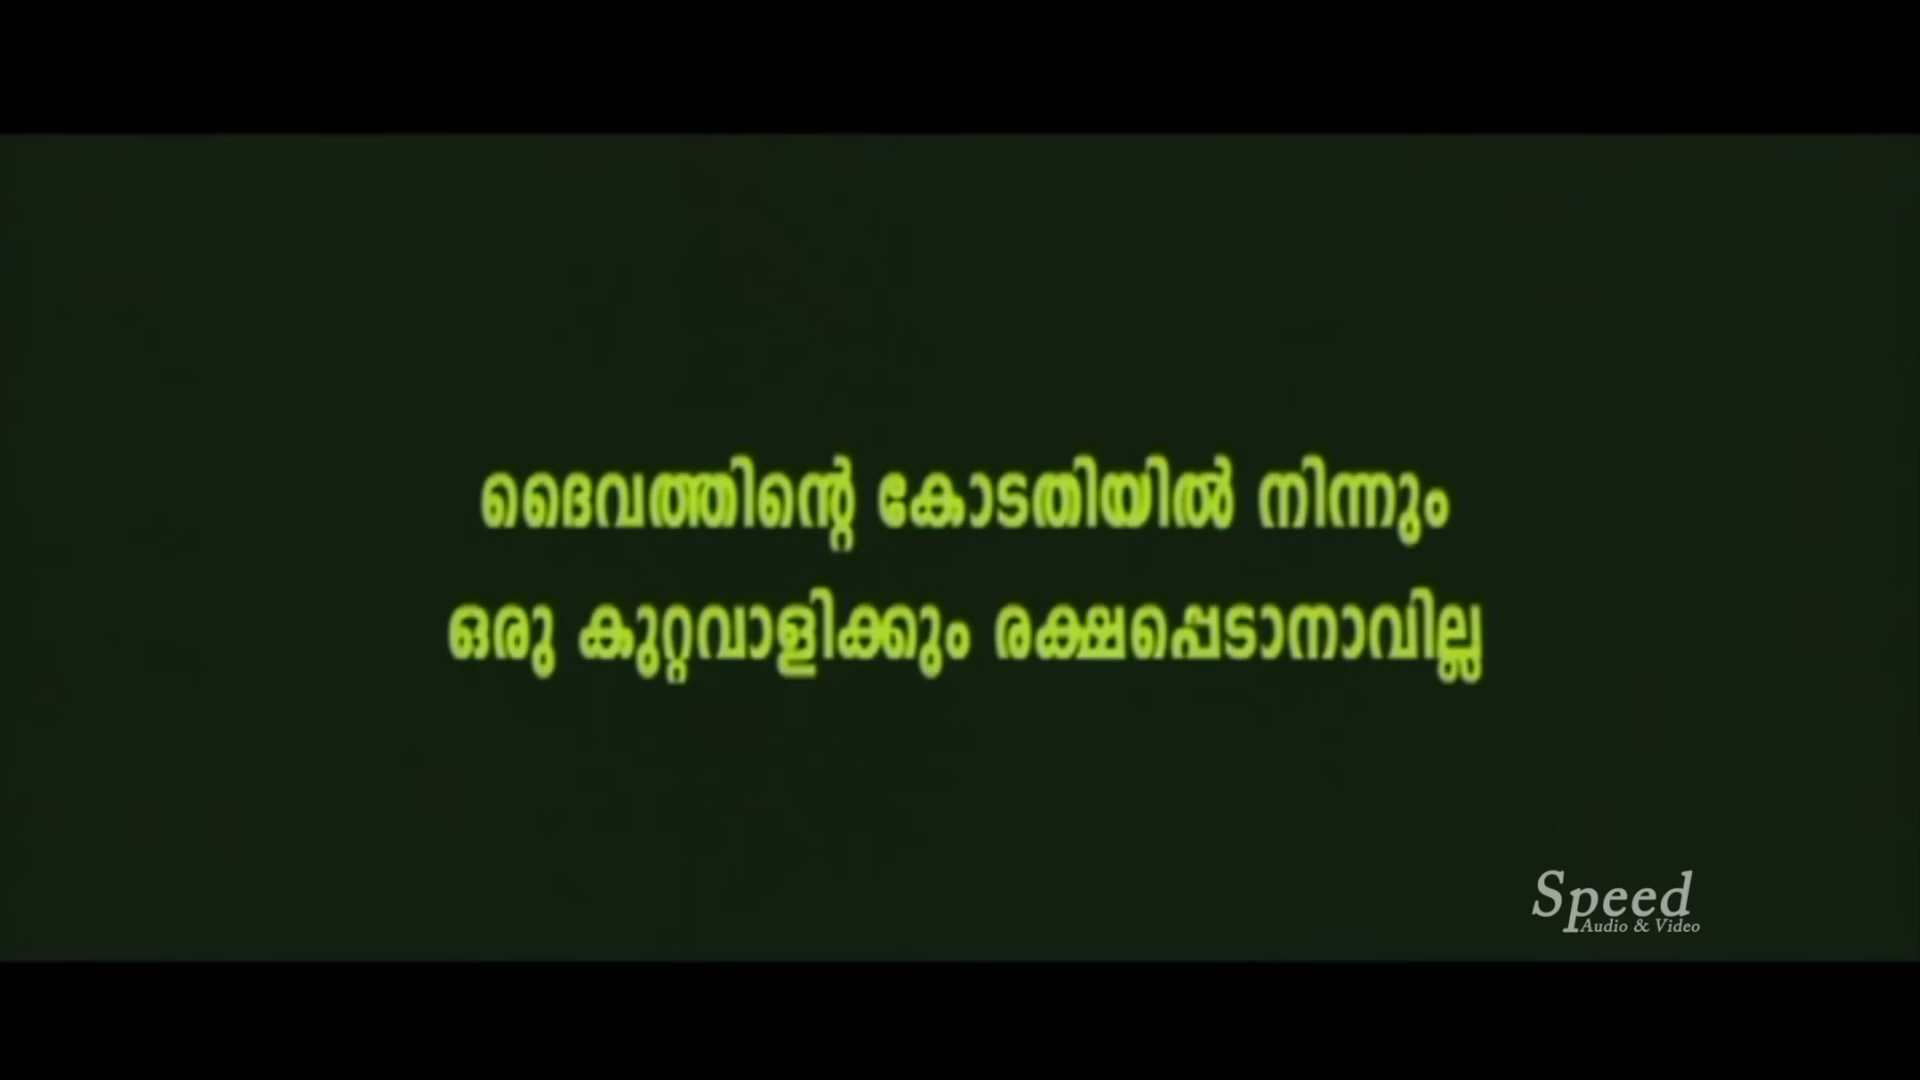 ദൈവത്തിന്റെ കോടതിയിൽ നിന്നും
ഒരു കുറ്റവാളിക്കും രക്ഷപ്പെടാനാവില്ല
Speed
Audio & Video